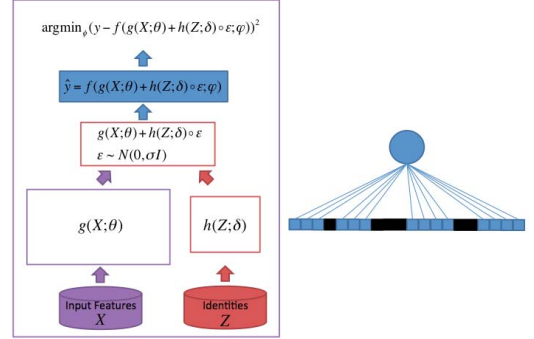 argmin_ϕ(y − f(g(X;θ)+h(Z;δ)∘ε;φ))²
ŷ = f(g(X;θ)+h(Z;δ)∘ε;φ)
g(X;θ)+h(Z;δ)∘ε
ε ~ N(0,σI)
g(X;θ)
h(Z;δ)
Input Features
X
Identities
Z